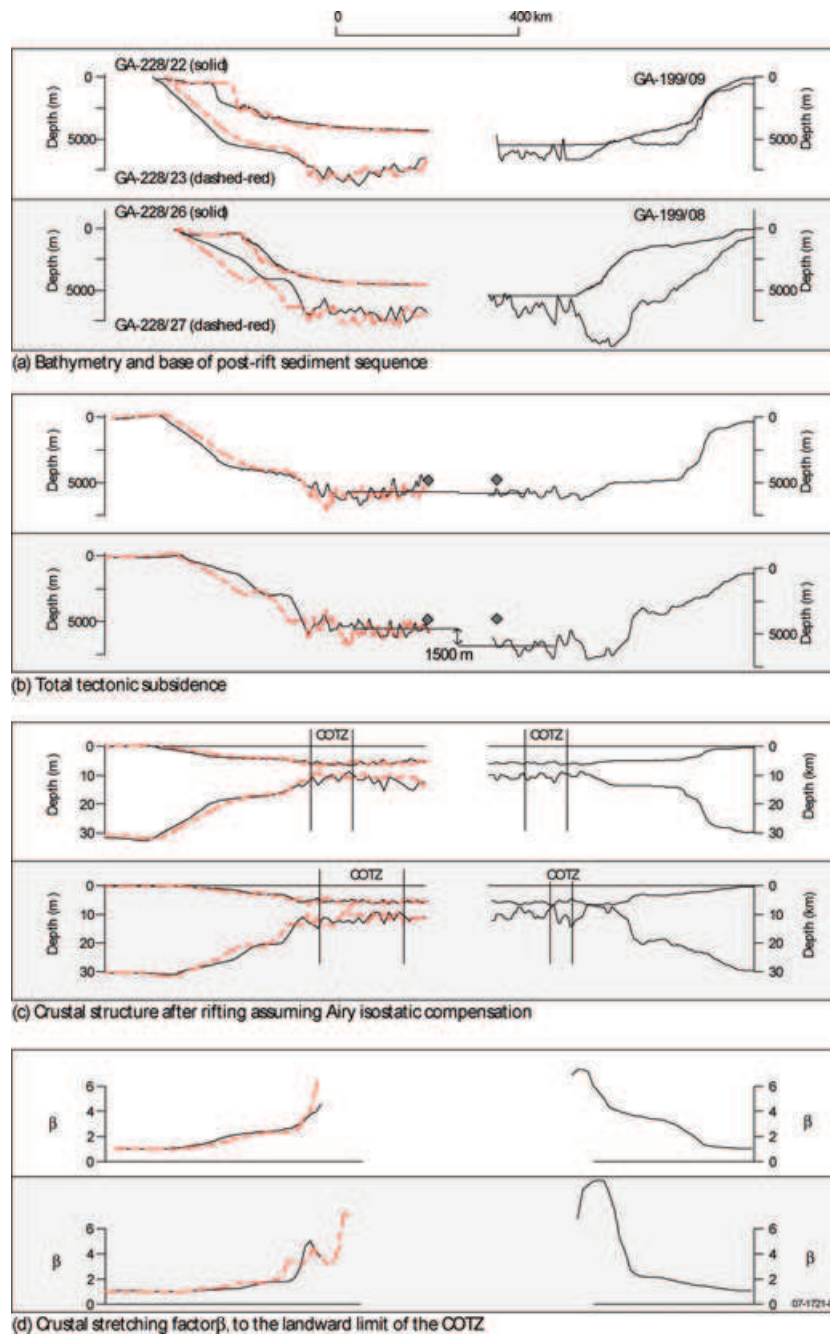 0 400 km
GA-228/22 (solid)
GA-199/09
0
5000
Depth (m)
GA-228/23 (dashed-red)
0
5000
Depth (m)
GA-228/26 (solid)
GA-199/08
0
5000
Depth (m)
GA-228/27 (dashed-red)
0
5000
Depth (m)
(a) Bathymetry and base of post-rift sediment sequence
0
5000
Depth (m)
0
5000
Depth (m)
0
5000
Depth (m)
1500 m
0
5000
Depth (m)
(b) Total tectonic subsidence
COTZ COTZ
0
10
20
30
Depth (m)
0
10
20
30
Depth (km)
COTZ COTZ
0
10
20
30
Depth (m)
0
10
20
30
Depth (km)
(c) Crustal structure after rifting assuming Airy isostatic compensation
6
4
2
0
β
6
4
2
0
β
6
4
2
0
β
6
4
2
0
β
(d) Crustal stretching factorβ, to the landward limit of the COTZ